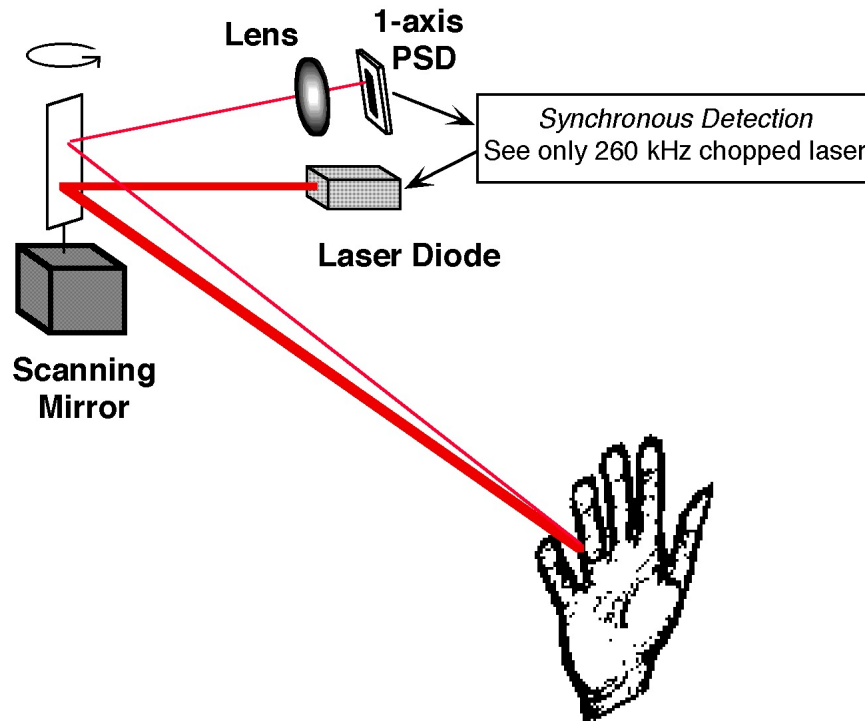 Lens
1-axis
PSD
Synchronous Detection
See only 260 kHz chopped laser
Laser Diode
Scanning
Mirror